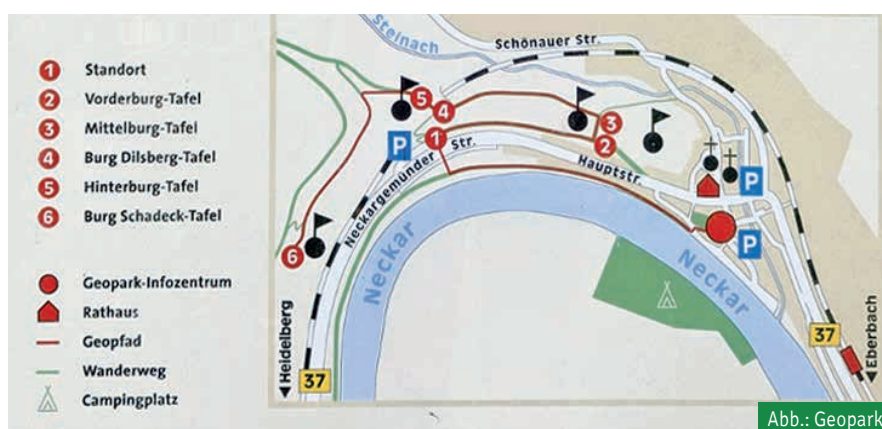 1 Standort
2 Vorderburg-Tafel
3 Mittelburg-Tafel
4 Burg Dilsberg-Tafel
5 Hinterburg-Tafel
6 Burg Schadeck-Tafel
Geopark-Infozentrum
Rathaus
Geopfad
Wanderweg
Campingplatz
Steinach
Schönauer Str.
5
4
3
1
2
P
Neckargemünder Str.
Hauptstr.
P
P
6
Neckar
Neckar
Heidelberg
37
37
Eberbach
Abb.: Geopark